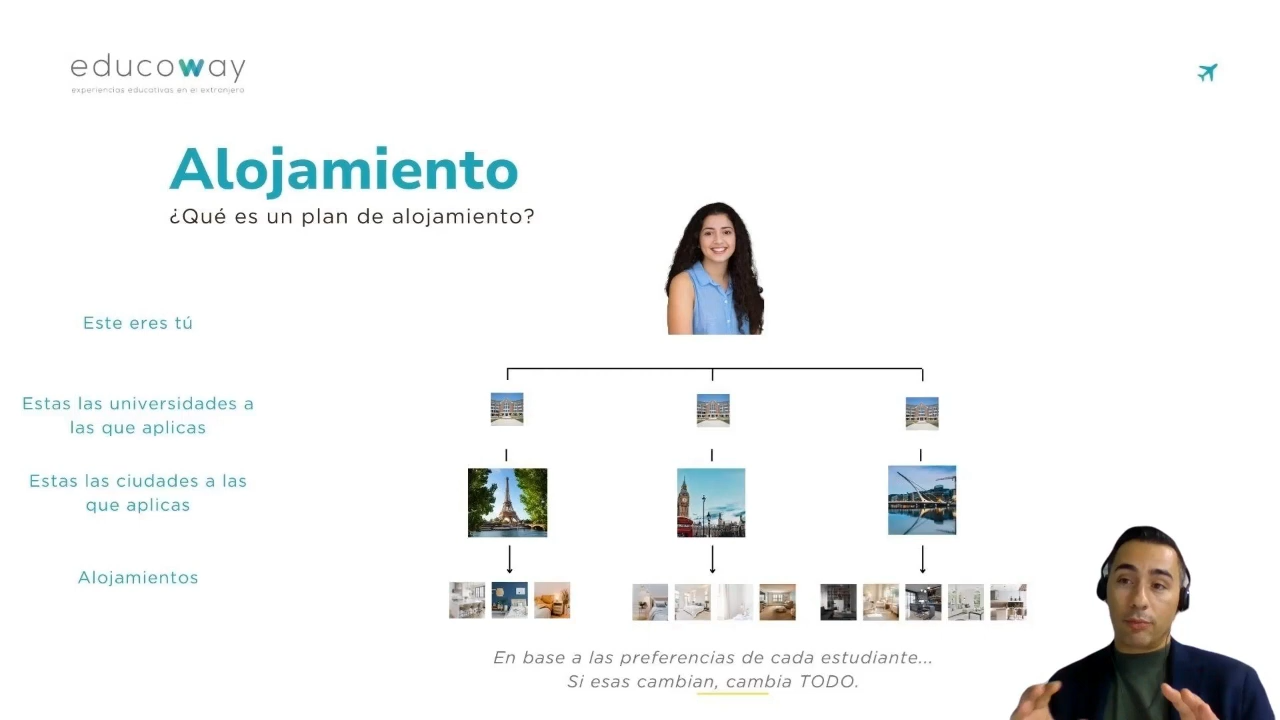 educoway
experiencias educativas en el extranjero
Alojamiento
¿Qué es un plan de alojamiento?
Este eres tú
Estas las universidades a
las que aplicas
Estas las ciudades a las
que aplicas
Alojamientos
En base a las preferencias de cada estudiante...
Si esas cambian, cambia TODO.